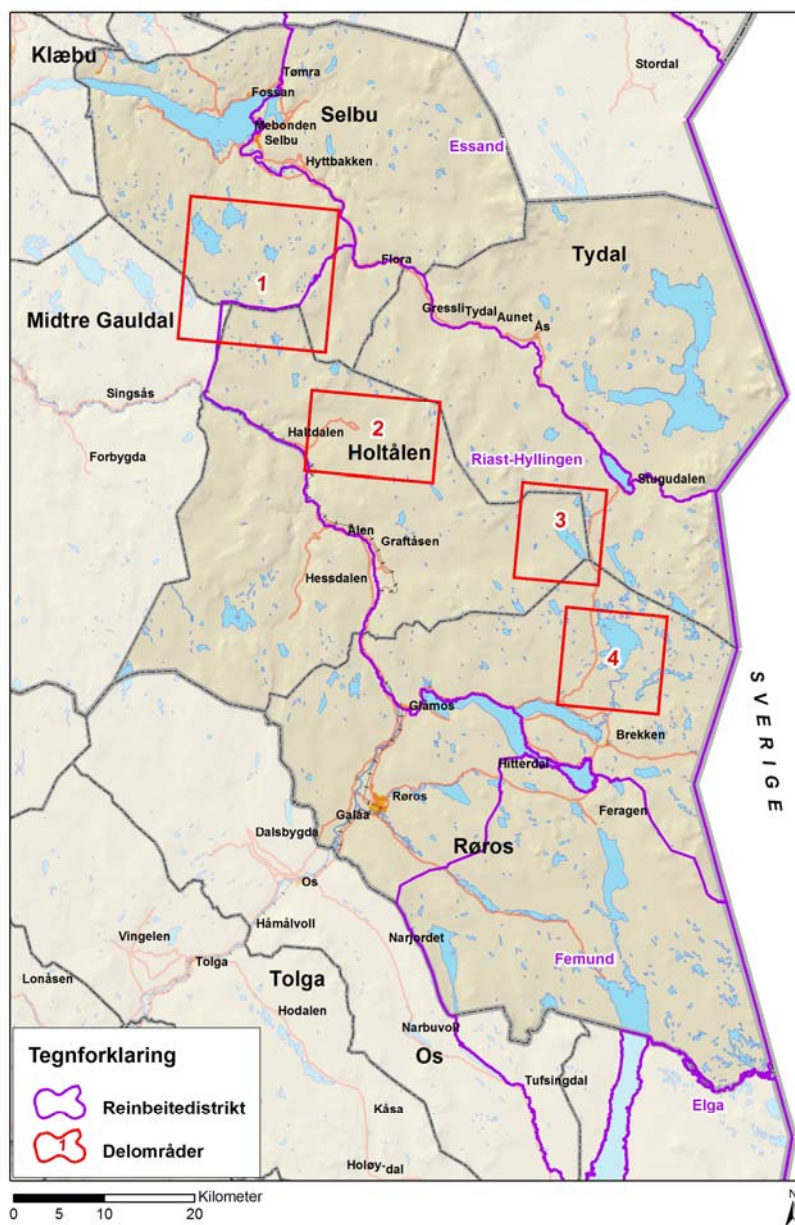 Klæbu
Stordal
Tømra
Fossan
Selbu
Mebonden
Selbu
Essand
Hyttbakken
Tydal
Flora
1
Gressli
Tydal
Aunet
Ås
Midtre Gauldal
Singsås
Haltdalen
2
Holtålen
Forbygda
Riast-Hyllingen
Stugudalen
3
Ålen
Graftåsen
Hessdalen
4
SVERIGE
Glåmos
Brekken
Hitterdal
Røros
Feragen
Galåa
Dalsbygda
Røros
Os
Håmålvoll
Narjordet
Vingelen
Femund
Tolga
Lonåsen
Tolga
Hodalen
Narbuvoll
Os
Tufsingdal
Elga
Kåsa
Holøy-dal
Tegnforklaring
Reinbeitedistrikt
1 Delområder
Kilometer
0 5 10 20
N